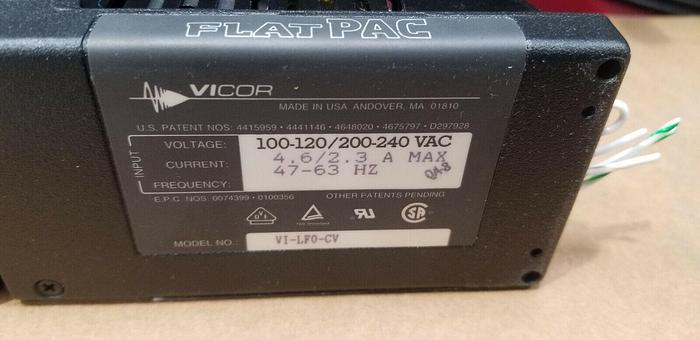 FLATPAC
VICOR
MADE IN USA ANDOVER, MA 01810
U.S. PATENT NOS: 4415959 • 4441146 • 4648020 • 4675797 • D297928
INPUT
VOLTAGE: 100-120/200-240 VAC
CURRENT: 4.6/2.3 A MAX
FREQUENCY: 47-63 HZ
E.P.C. NOS: 0074399 • 0100356 OTHER PATENTS PENDING
MODEL NO. VI-LF0-CV